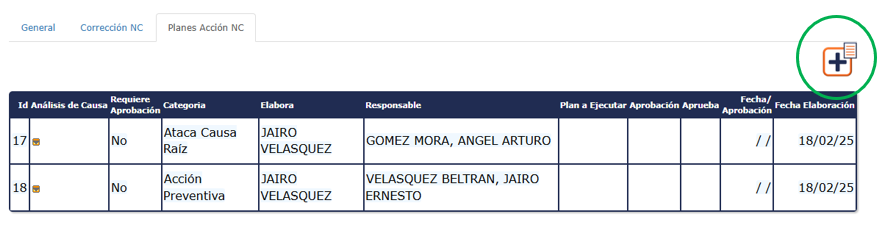 General Corrección NC Planes Acción NC
Id Análisis de Causa Requiere Aprobación Categoria Elabora Responsable Plan a Ejecutar Aprobación Aprueba Fecha/ Aprobación Fecha Elaboración
17 No Ataca Causa Raíz JAIRO VELASQUEZ GOMEZ MORA, ANGEL ARTURO / / 18/02/25
18 No Acción Preventiva JAIRO VELASQUEZ VELASQUEZ BELTRAN, JAIRO ERNESTO / / 18/02/25